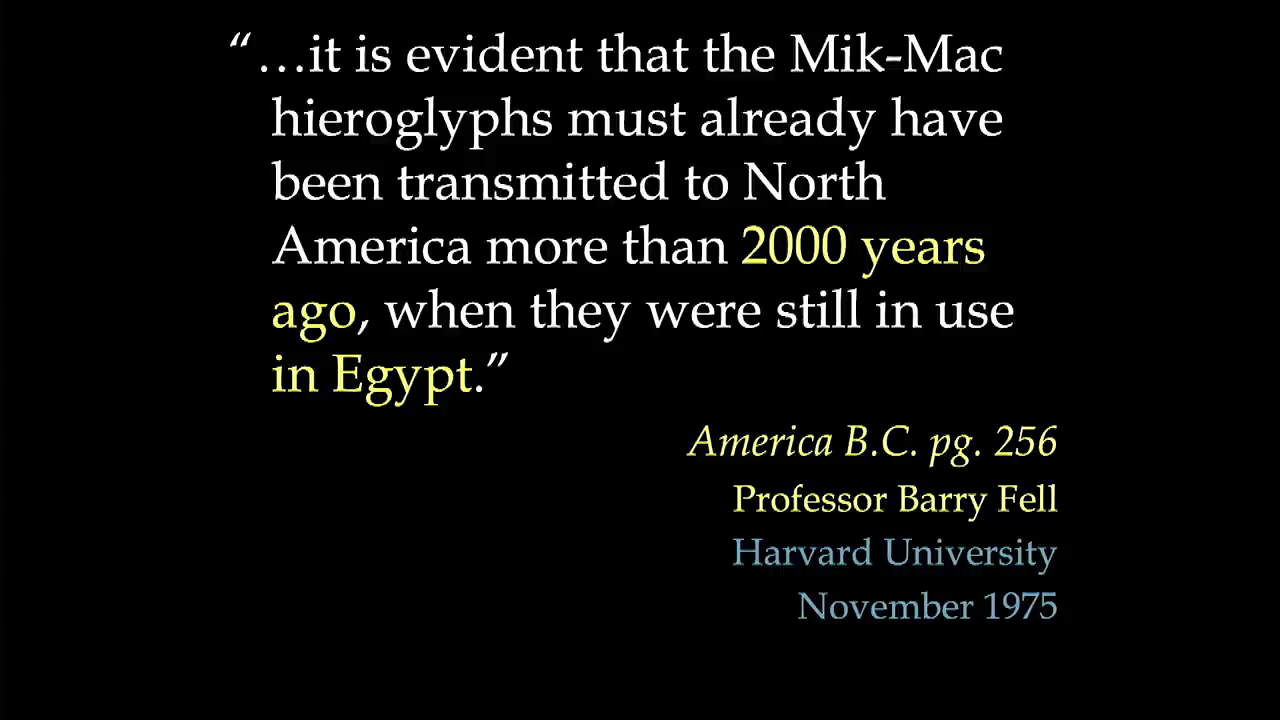 “…it is evident that the Mik-Mac
hieroglyphs must already have
been transmitted to North
America more than 2000 years
ago, when they were still in use
in Egypt.”
America B.C. pg. 256
Professor Barry Fell
Harvard University
November 1975